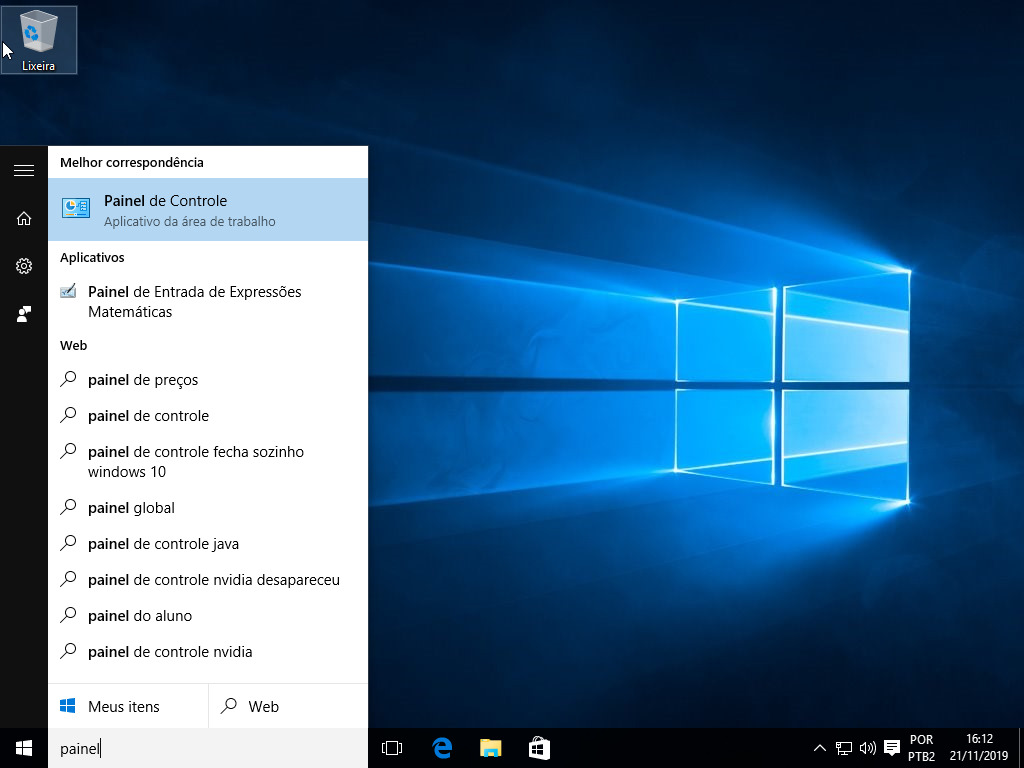 Lixeira
Melhor correspondência
Painel de Controle
Aplicativo da área de trabalho
Aplicativos
Painel de Entrada de Expressões
Matemáticas
Web
painel de preços
painel de controle
painel de controle fecha sozinho
windows 10
painel global
painel de controle java
painel de controle nvidia desapareceu
painel do aluno
painel de controle nvidia
Meus itens
Web
painel
POR
PTB2
16:12
21/11/2019